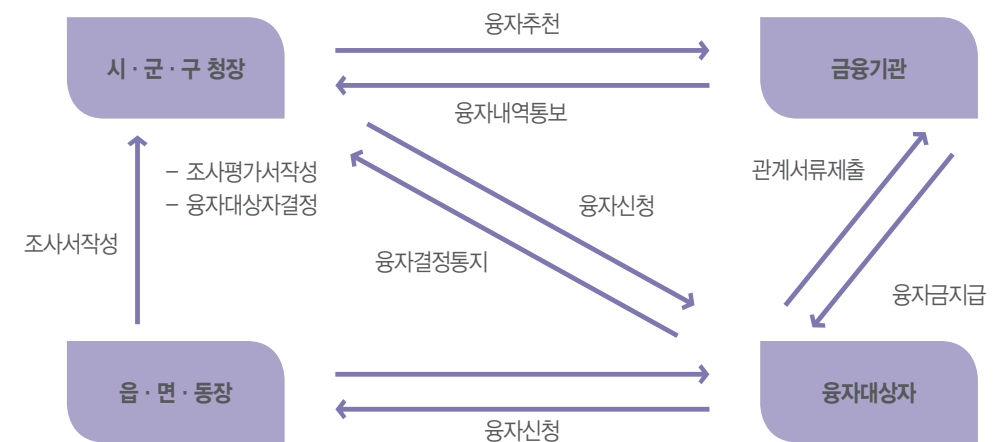 융자추천
시 · 군 · 구 청장
금융기관
융자내역통보
– 조사평가서작성
– 융자대상자결정
관계서류제출
융자신청
조사서작성
융자결정통지
융자금지급
읍 · 면 · 동장
융자대상자
융자신청